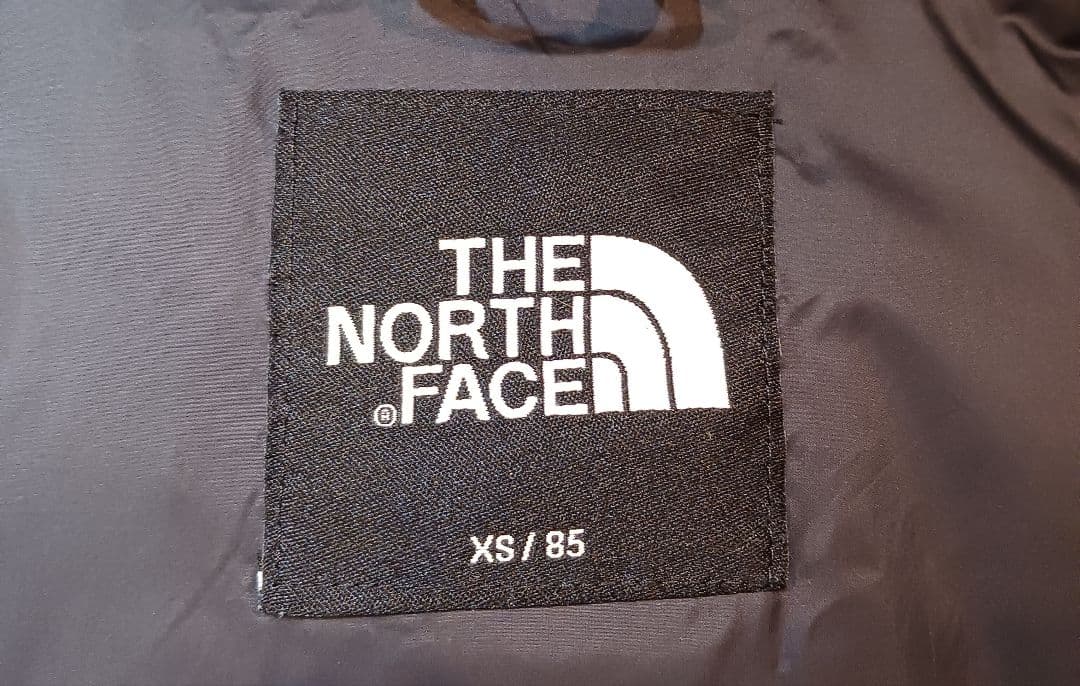 THE
NORTH
®FACE
XS / 85